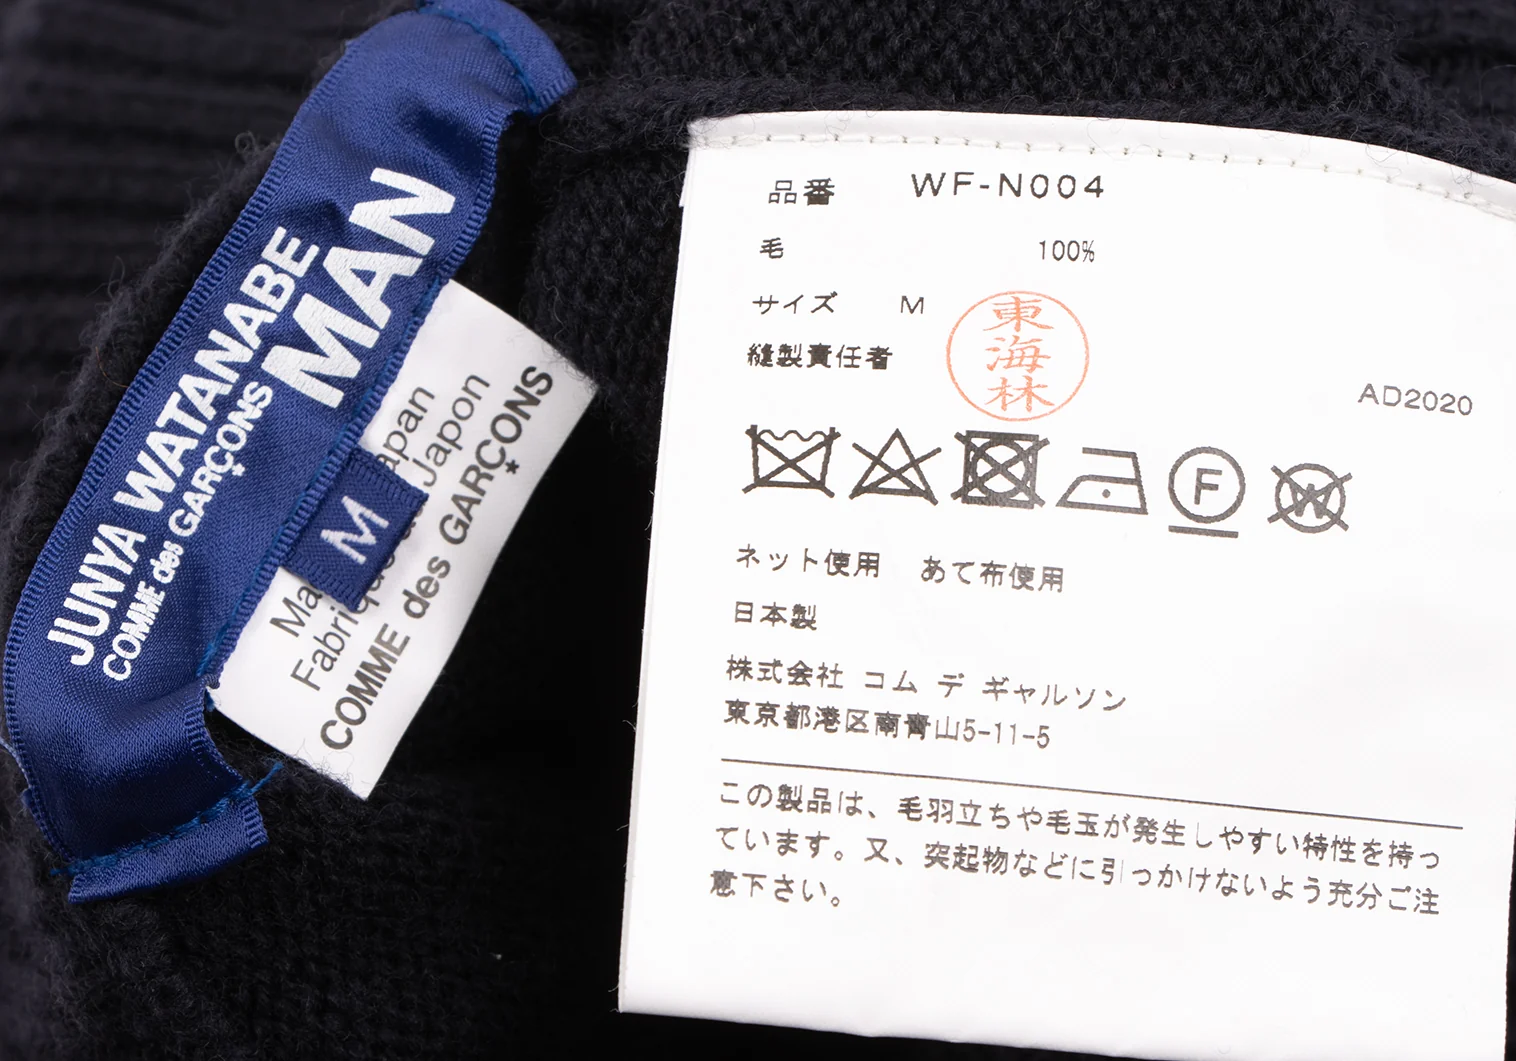 JUNYA WATANABE
COMME des GARÇONS
MAN
M
apan
Japon
COMME des GARÇONS
品番 WF-N004
毛 100%
サイズ M
縫製責任者
東海林
AD2020
F
W
ネット使用 あて布使用
日本製
株式会社 コム デ ギャルソン
東京都港区南青山5-11-5
この製品は、毛羽立ちや毛玉が発生しやすい特性を持っ
ています。又、突起物などに引っかけないよう充分ご注
意下さい。